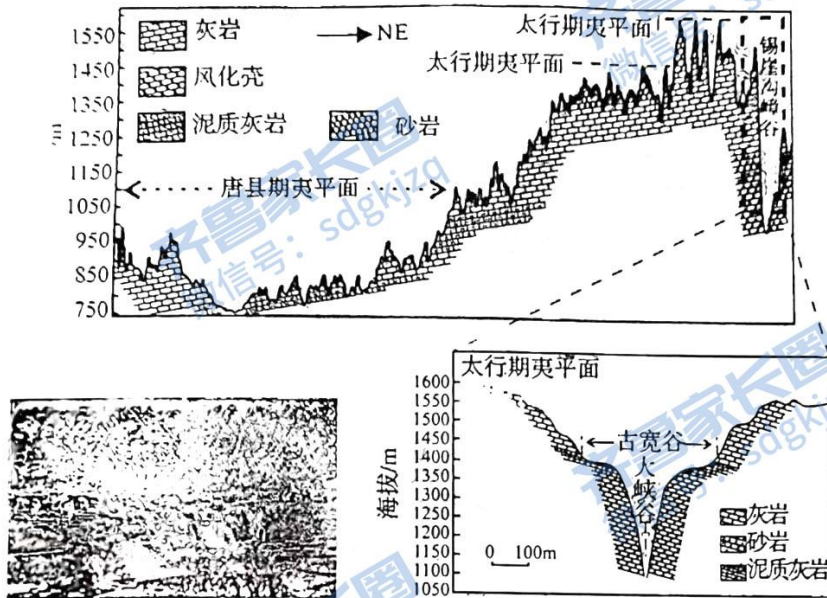 太行期夷平面
太行期夷平面
锡崖沟峡谷
灰岩
NE
风化壳
泥质灰岩
砂岩
唐县期夷平面
1550
1450
1350
1250
1150
1050
950
850
750
太行期夷平面
1600
1550
1500
1450
1400
1350
1300
1250
1200
1150
1100
1050
海拔/m
古宽谷
大峡谷
0 100m
灰岩
砂岩
泥质灰岩
齐鲁家长圈
微信号：sdgkjzq